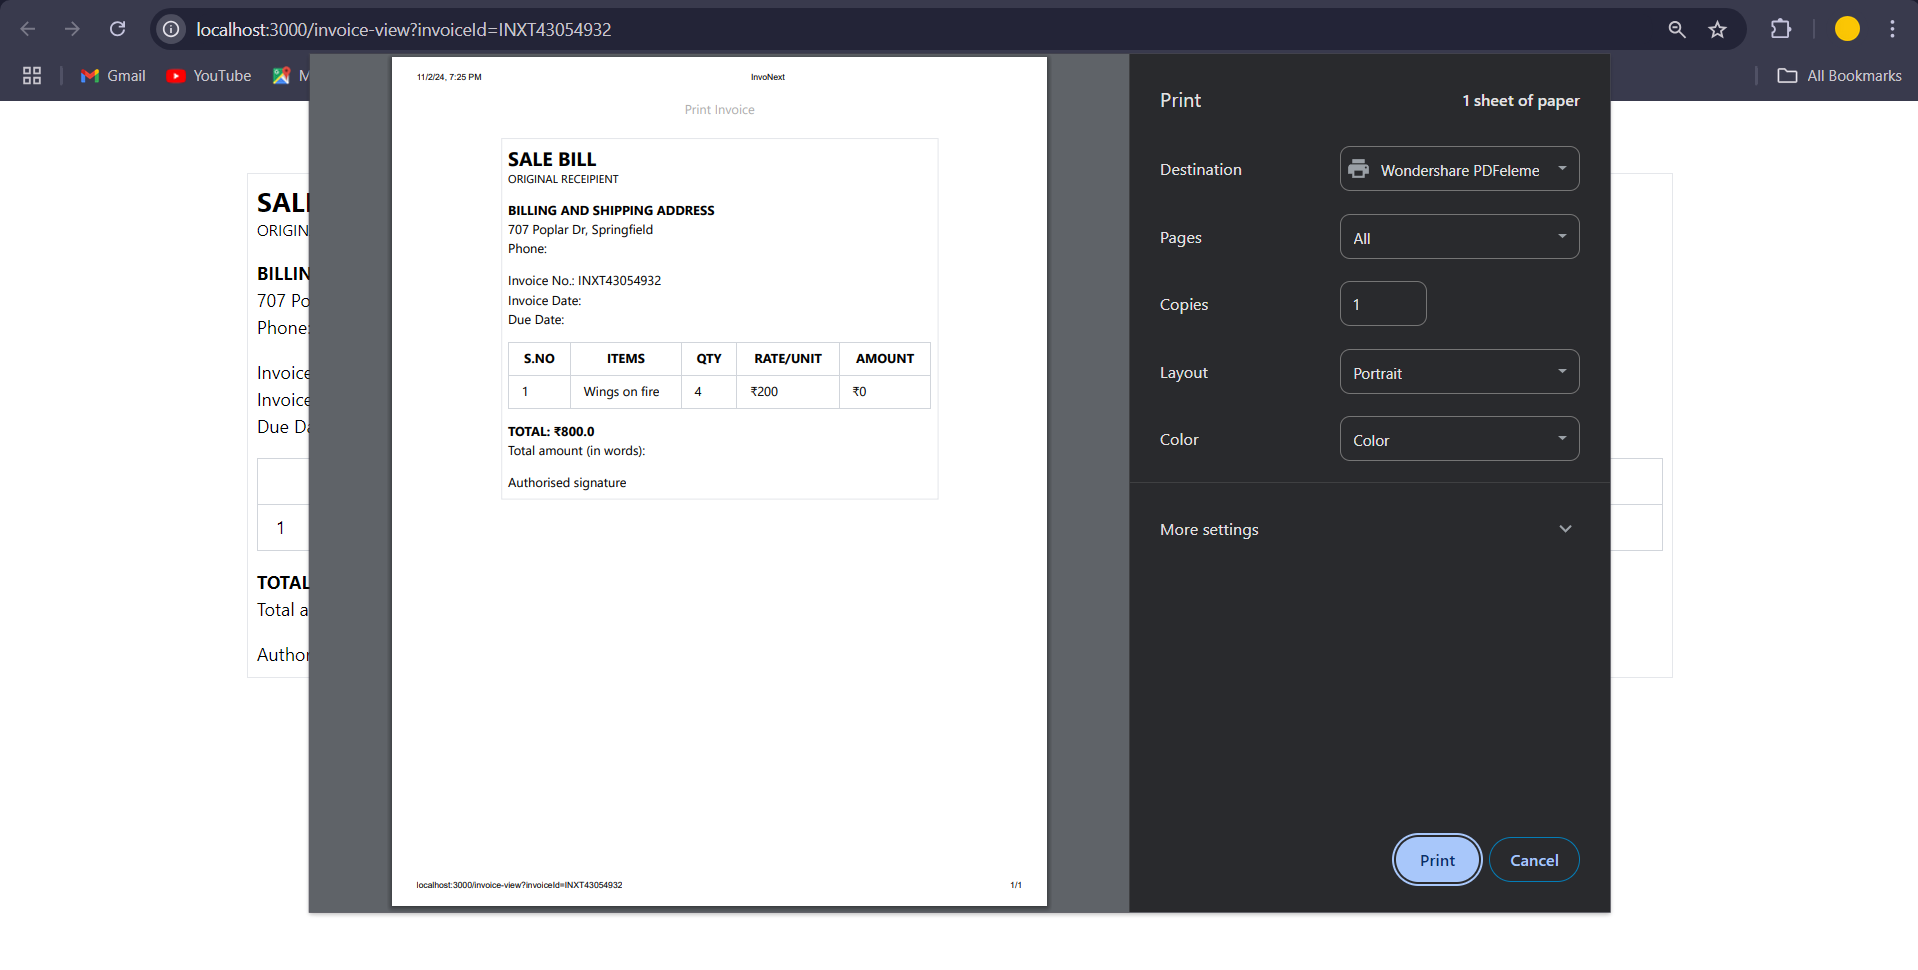 localhost:3000/invoice-view?invoiceId=INXT43054932
Gmail
YouTube
M
All Bookmarks
SALE
ORIGIN
BILLIN
707 Po
Phone:
Invoice
Invoice
Due Da
1
TOTAL
Total a
Author
11/2/24, 7:25 PM
InvoNext
Print Invoice
SALE BILL
ORIGINAL RECEIPIENT
BILLING AND SHIPPING ADDRESS
707 Poplar Dr, Springfield
Phone:
Invoice No.: INXT43054932
Invoice Date:
Due Date:
S.NO ITEMS QTY RATE/UNIT AMOUNT
1 Wings on fire 4 ₹200 ₹0
TOTAL: ₹800.0
Total amount (in words):
Authorised signature
localhost:3000/invoice-view?invoiceId=INXT43054932
1/1
Print
1 sheet of paper
Destination
Wondershare PDFeleme
Pages
All
Copies
1
Layout
Portrait
Color
Color
More settings
Print
Cancel